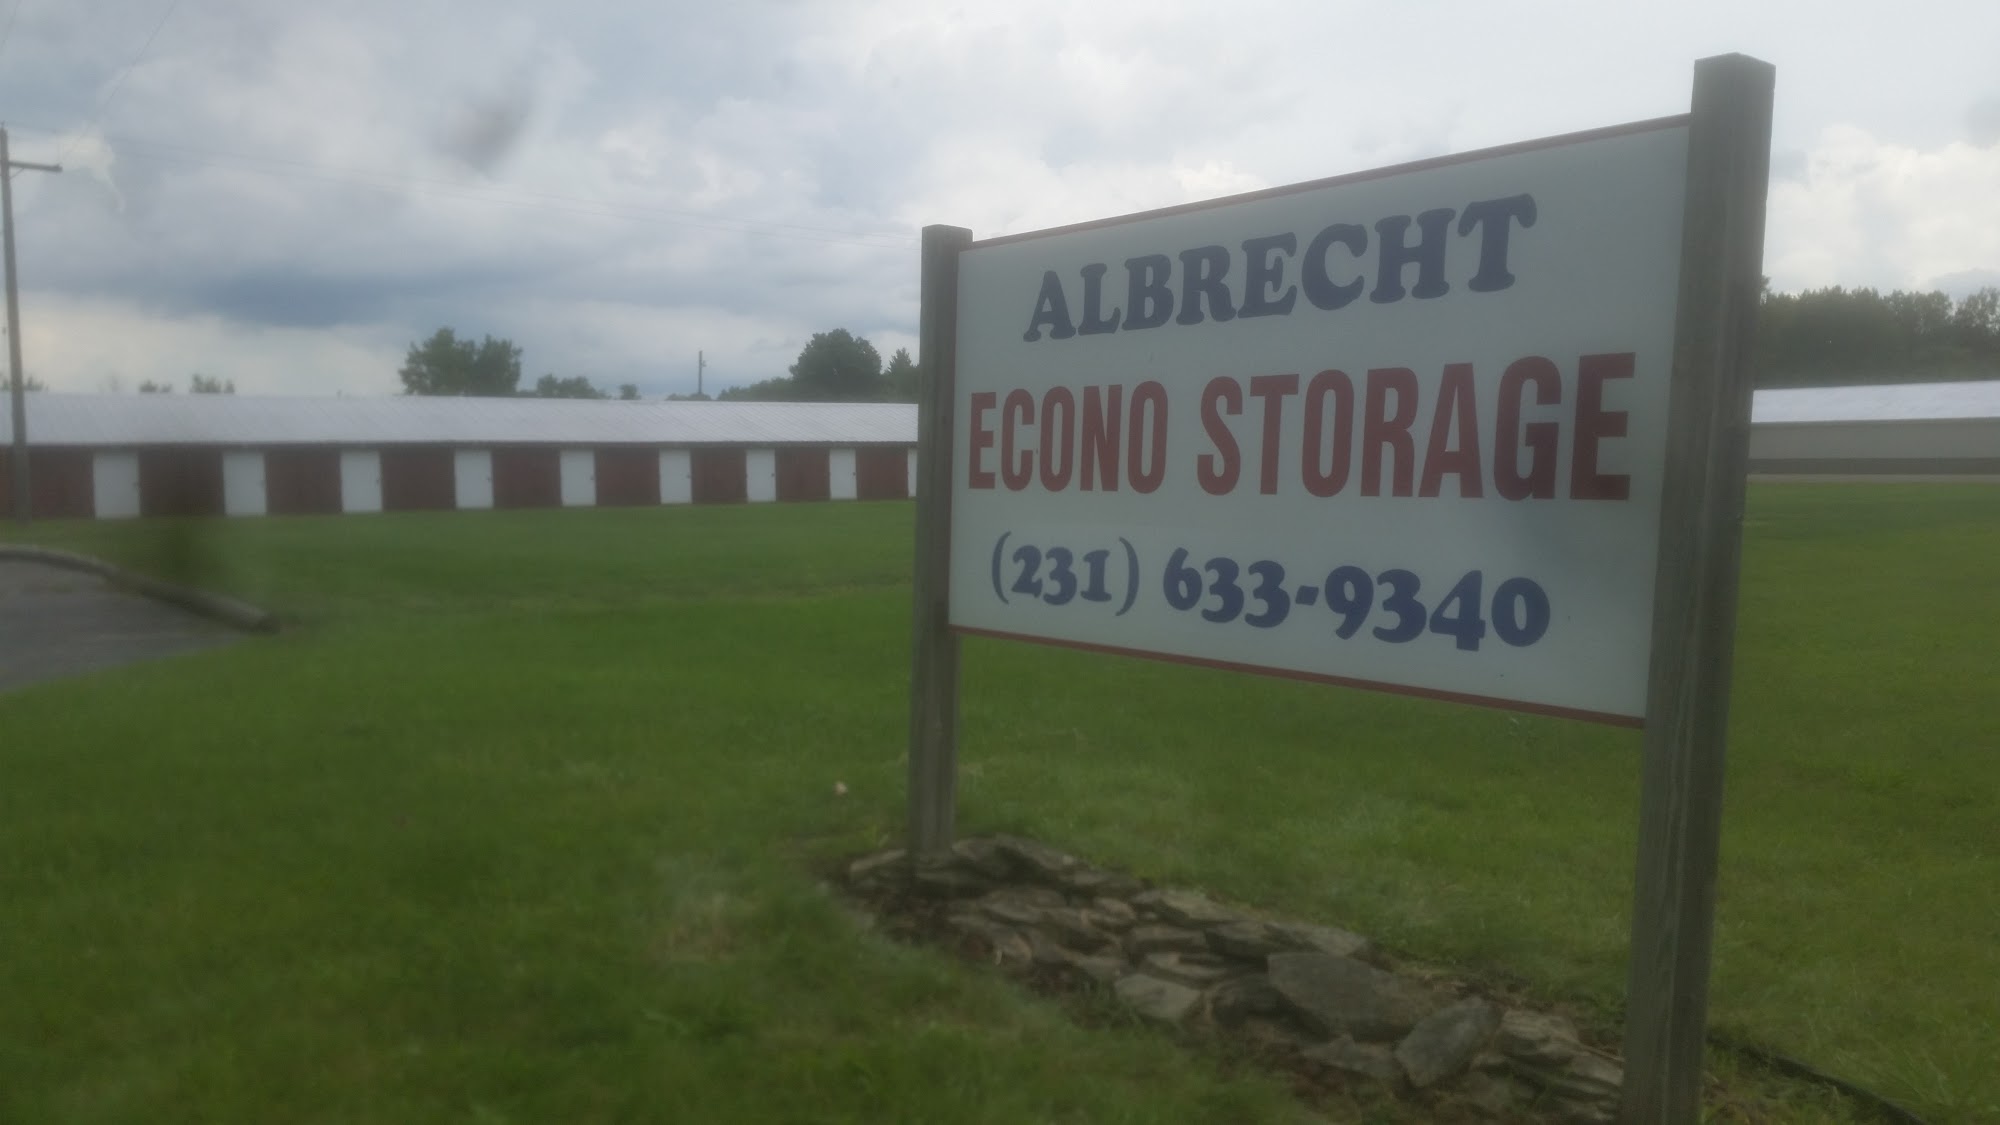 ALBRECHT
ECONO STORAGE
(231) 633-9340